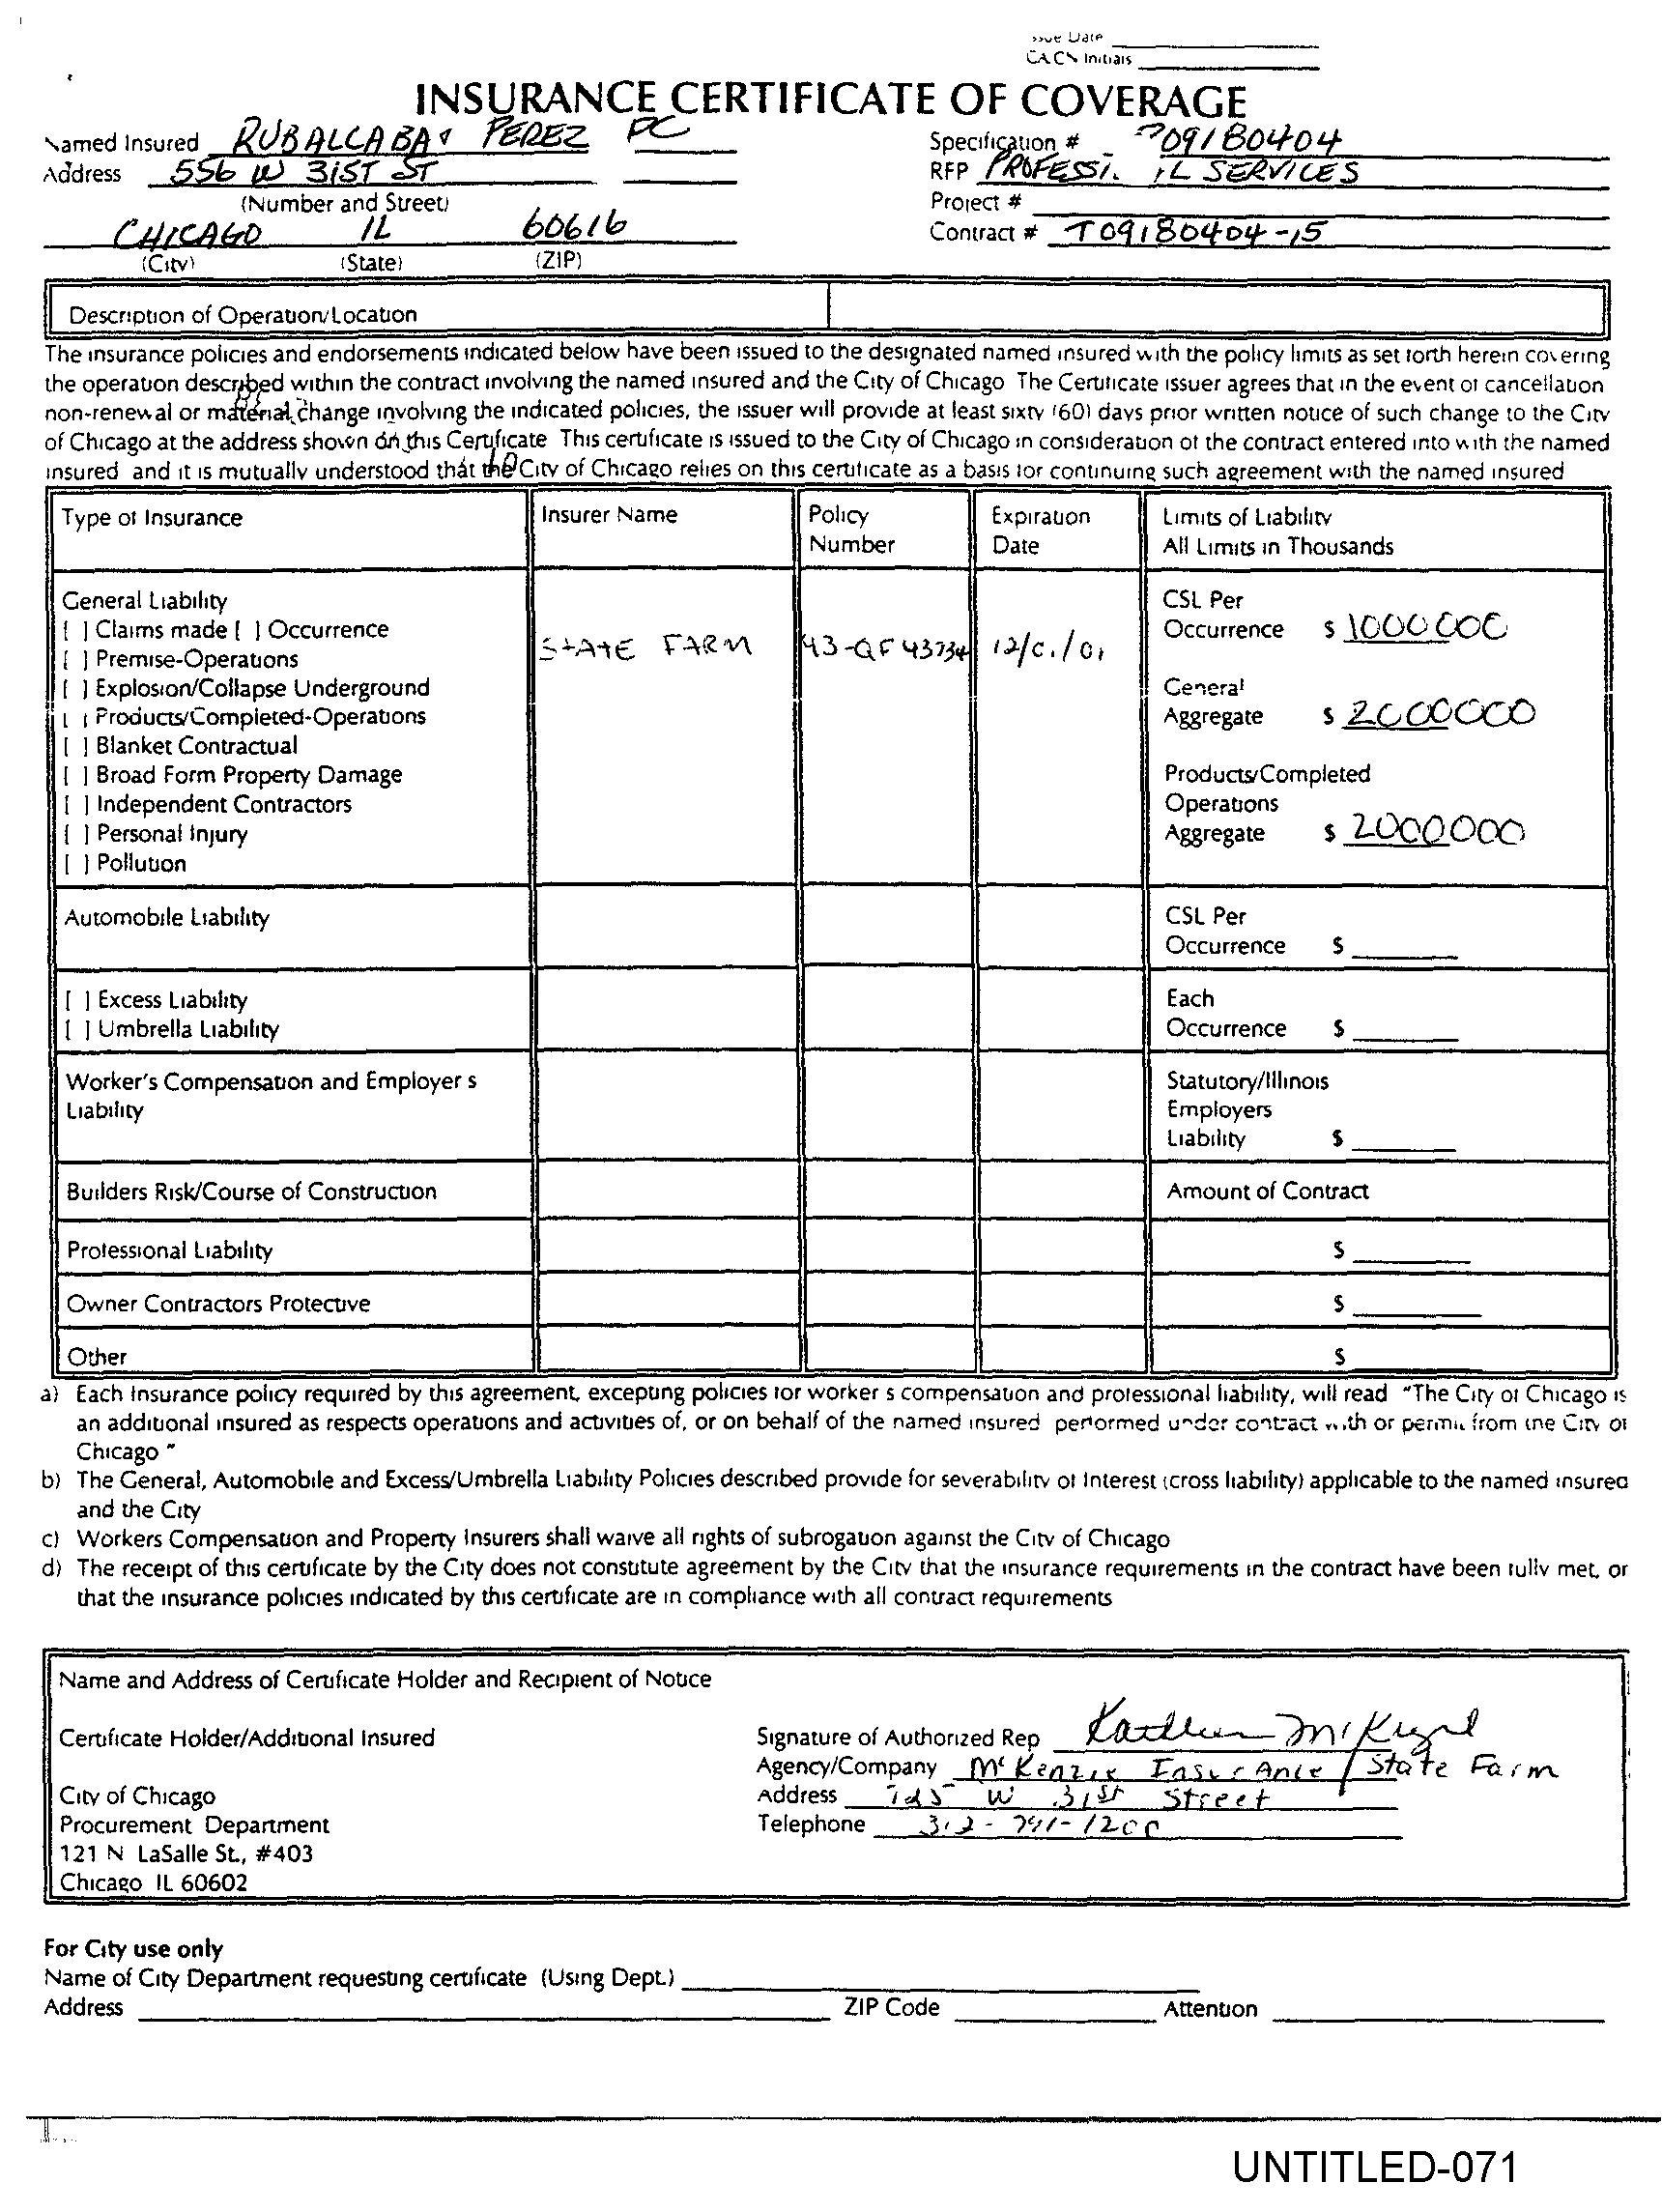 Issue Date
CACs Initials
INSURANCE CERTIFICATE OF COVERAGE
Named Insured RUBALCABA & PEREZ PC
Address 556 W 31ST ST
(Number and Street)
CHICAGO IL 60616
(City) (State) (ZIP)
Specification # P09180404
RFP SERVICES
Project #
Contract # T09180404-15
Description of Operation/Location
The insurance policies and endorsements indicated below have been issued to the designated named insured with the policy limits as set forth herein covering
the operation described within the contract involving the named insured and the City of Chicago The Certificate issuer agrees that in the event of cancellation
non-renewal or material change involving the indicated policies, the issuer will provide at least sixty (60) days prior written notice of such change to the City
of Chicago at the address shown on this Certificate This certificate is issued to the City of Chicago in consideration of the contract entered into with the named
insured and it is mutually understood that the City of Chicago relies on this certificate as a basis for continuing such agreement with the named insured
Type of Insurance Insurer Name Policy Number Expiration Date Limits of Liability All Limits in Thousands
General Liability
[ ] Claims made [ ] Occurrence
[ ] Premise-Operations
[ ] Explosion/Collapse Underground
[ ] Products/Completed-Operations
[ ] Blanket Contractual
[ ] Broad Form Property Damage
[ ] Independent Contractors
[ ] Personal Injury
[ ] Pollution
STATE FARM 93-QF 43734
CSL Per
Occurrence $ 1000000
General
Aggregate $ 2000000
Products/Completed
Operations
Aggregate $ 2000000
Automobile Liability
CSL Per
Occurrence $
[ ] Excess Liability
[ ] Umbrella Liability
Each
Occurrence $
Worker's Compensation and Employer s
Liability
Statutory/Illinois
Employers
Liability $
Builders Risk/Course of Construction
Amount of Contract
Professional Liability $
Owner Contractors Protective $
Other $
a) Each Insurance policy required by this agreement, excepting policies for worker s compensation and professional liability, will read "The City of Chicago is
an additional insured as respects operations and activities of, or on behalf of the named insured performed under contract with or permit from the City of
Chicago "
b) The General, Automobile and Excess/Umbrella Liability Policies described provide for severability of Interest (cross liability) applicable to the named insured
and the City
c) Workers Compensation and Property Insurers shall waive all rights of subrogation against the City of Chicago
d) The receipt of this certificate by the City does not constitute agreement by the City that the insurance requirements in the contract have been fully met, or
that the insurance policies indicated by this certificate are in compliance with all contract requirements
Name and Address of Certificate Holder and Recipient of Notice
Certificate Holder/Additional Insured
City of Chicago
Procurement Department
121 N LaSalle St., #403
Chicago IL 60602
Signature of Authorized Rep Kathleen McKenzie
Agency/Company McKenzie Insurance / State Farm
Address W 31st Street
Telephone
For City use only
Name of City Department requesting certificate (Using Dept.)
Address ZIP Code Attention
UNTITLED-071